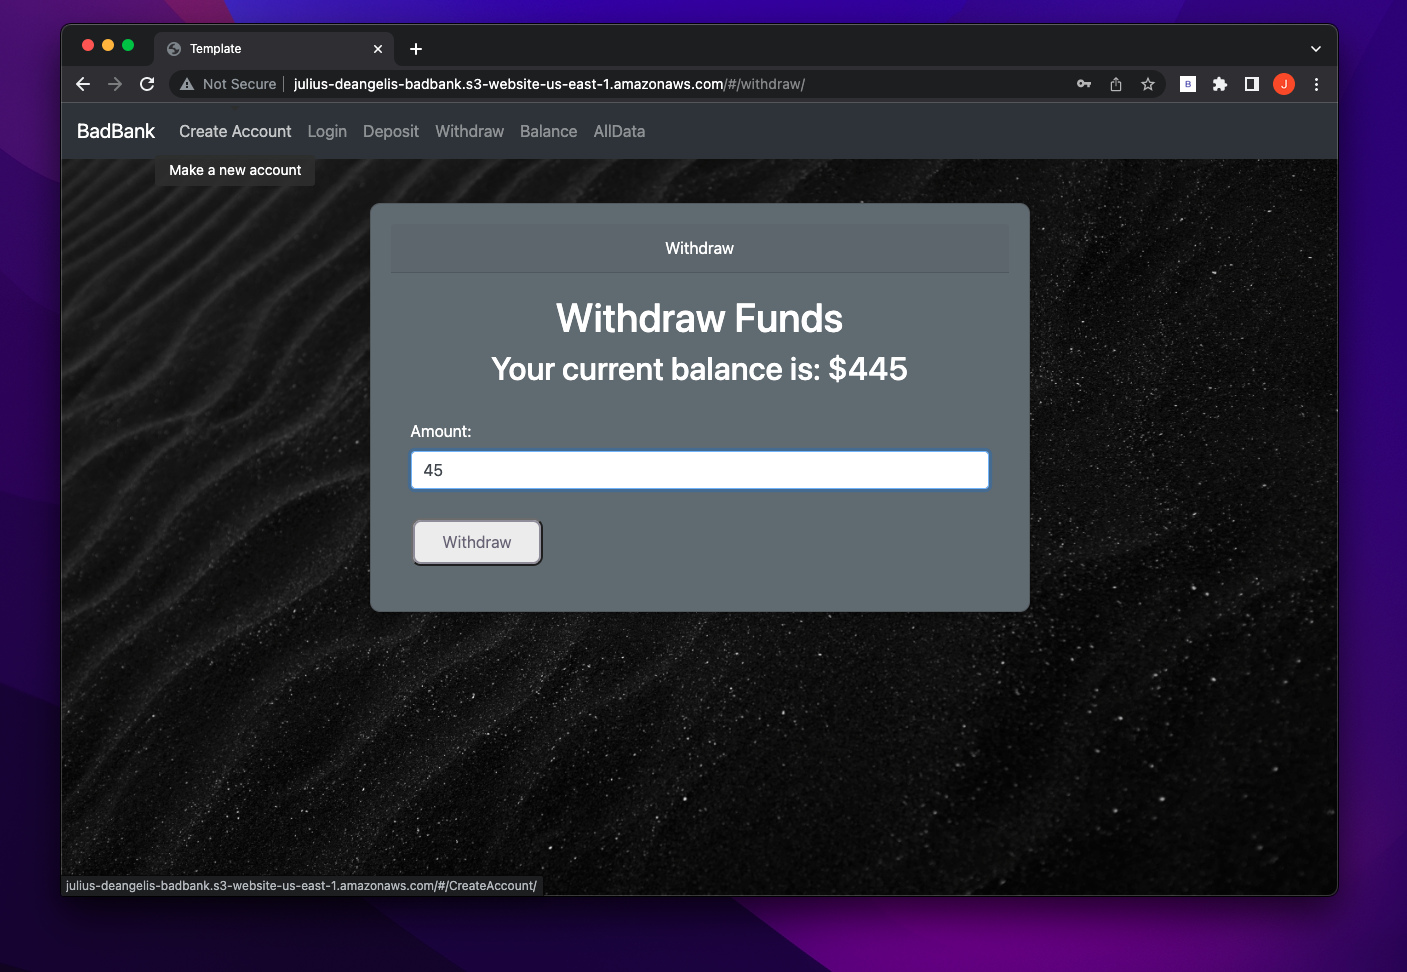 Template
Not Secure julius-deangelis-badbank.s3-website-us-east-1.amazonaws.com/#/withdraw/
B
J
BadBank Create Account Login Deposit Withdraw Balance AllData
Make a new account
Withdraw
Withdraw Funds
Your current balance is: $445
Amount:
45
Withdraw
julius-deangelis-badbank.s3-website-us-east-1.amazonaws.com/#/CreateAccount/